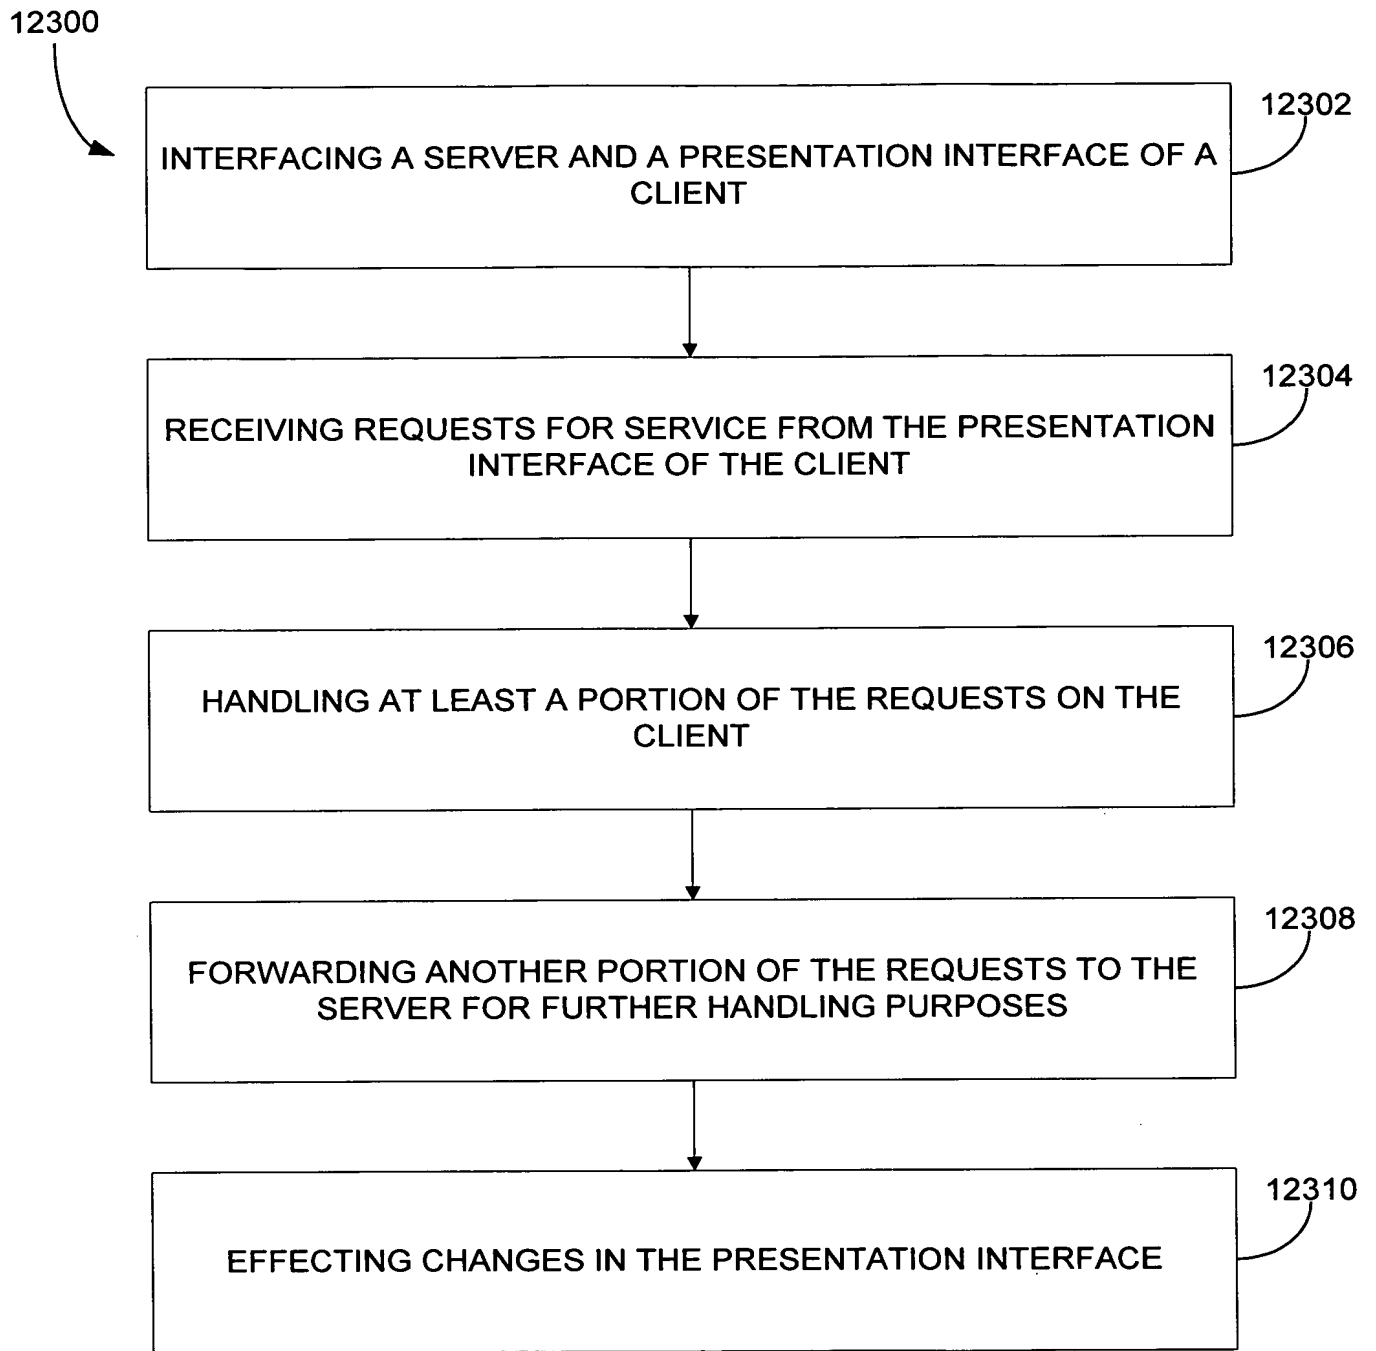 12300
12302
INTERFACING A SERVER AND A PRESENTATION INTERFACE OF A
CLIENT
12304
RECEIVING REQUESTS FOR SERVICE FROM THE PRESENTATION
INTERFACE OF THE CLIENT
12306
HANDLING AT LEAST A PORTION OF THE REQUESTS ON THE
CLIENT
12308
FORWARDING ANOTHER PORTION OF THE REQUESTS TO THE
SERVER FOR FURTHER HANDLING PURPOSES
12310
EFFECTING CHANGES IN THE PRESENTATION INTERFACE